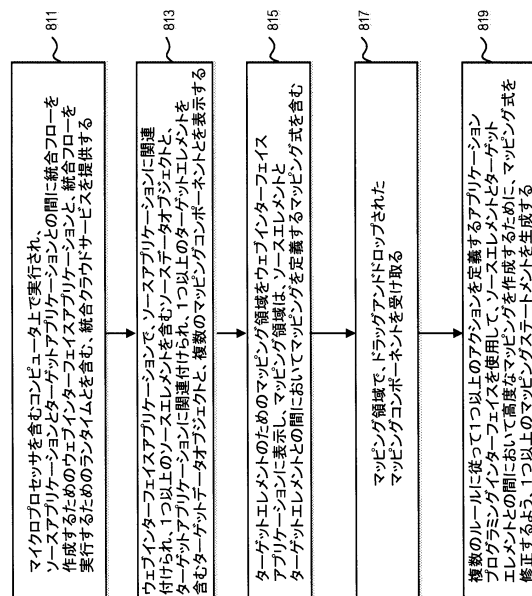 マイクロプロセッサを含むコンピュータ上で実行され、
ソースアプリケーションとターゲットアプリケーションとの間に統合フローを
作成するためのウェブインターフェイスアプリケーションと、統合フローを
実行するためのランタイムとを含む、統合クラウドサービスを提供する
811
ウェブインターフェイスアプリケーションで、ソースアプリケーションに関連
付けられ、1つ以上のソースエレメントを含むソースデータオブジェクトと、
ターゲットアプリケーションに関連付けられ、1つ以上のターゲットエレメントを
含むターゲットデータオブジェクトと、複数のマッピングコンポーネントとを表示する
813
ターゲットエレメントのためのマッピング領域をウェブインターフェイス
アプリケーションに表示し、マッピング領域は、ソースエレメントと
ターゲットエレメントとの間においてマッピングを定義するマッピング式を含む
815
マッピング領域で、ドラッグアンドドロップされた
マッピングコンポーネントを受け取る
817
複数のルールに従って1つ以上のアクションを定義するアプリケーション
プログラミングインターフェイスを使用して、ソースエレメントとターゲット
エレメントとの間において高度なマッピングを作成するために、マッピング式を
修正するよう、1つ以上のマッピングステートメントを生成する
819